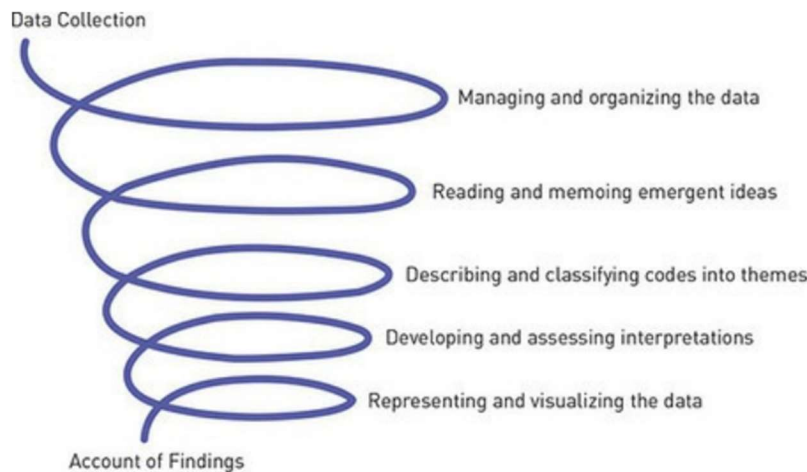 Data Collection
Managing and organizing the data
Reading and memoing emergent ideas
Describing and classifying codes into themes
Developing and assessing interpretations
Representing and visualizing the data
Account of Findings